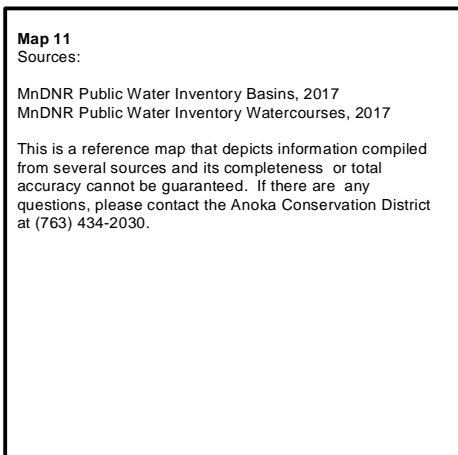 Map 11
Sources:
MnDNR Public Water Inventory Basins, 2017
MnDNR Public Water Inventory Watercourses, 2017
This is a reference map that depicts information compiled
from several sources and its completeness or total
accuracy cannot be guaranteed. If there are any
questions, please contact the Anoka Conservation District
at (763) 434-2030.